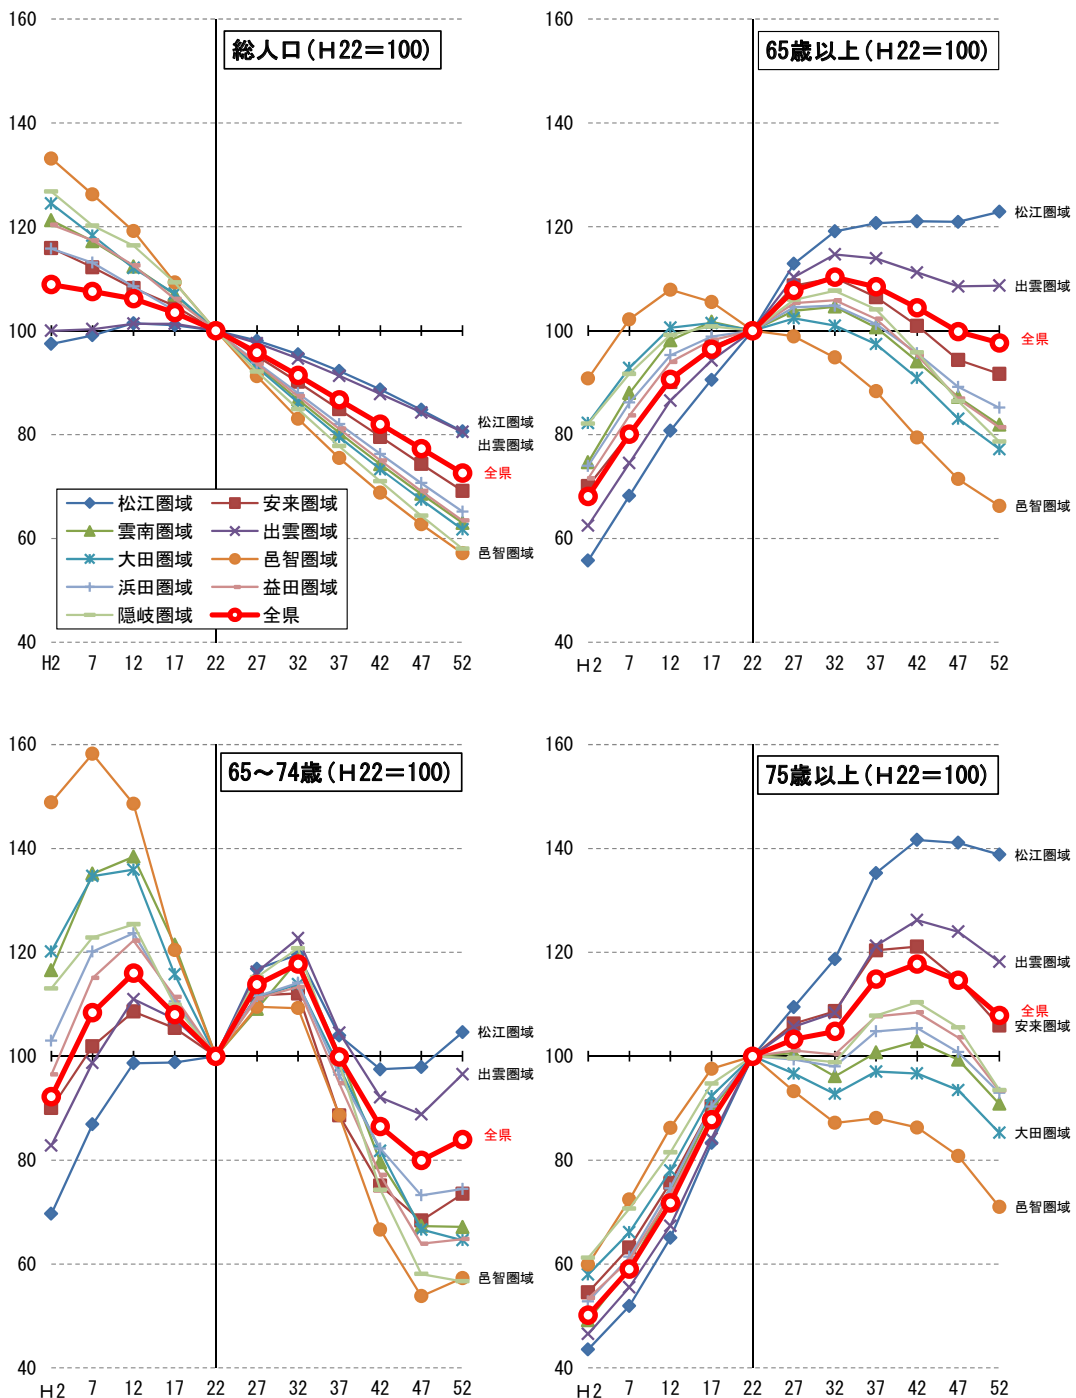 総人口(H22=100)
160
140
120
100
80
60
40
松江圏域
出雲圏域
全県
邑智圏域
松江圏域 安来圏域
雲南圏域 出雲圏域
大田圏域 邑智圏域
浜田圏域 益田圏域
隠岐圏域 全県
H2 7 12 17 22 27 32 37 42 47 52
65歳以上(H22=100)
160
140
120
100
80
60
40
松江圏域
出雲圏域
全県
邑智圏域
H2 7 12 17 22 27 32 37 42 47 52
65~74歳(H22=100)
160
140
120
100
80
60
40
松江圏域
出雲圏域
全県
邑智圏域
H2 7 12 17 22 27 32 37 42 47 52
75歳以上(H22=100)
160
140
120
100
80
60
40
松江圏域
出雲圏域
全県
安来圏域
大田圏域
邑智圏域
H2 7 12 17 22 27 32 37 42 47 52